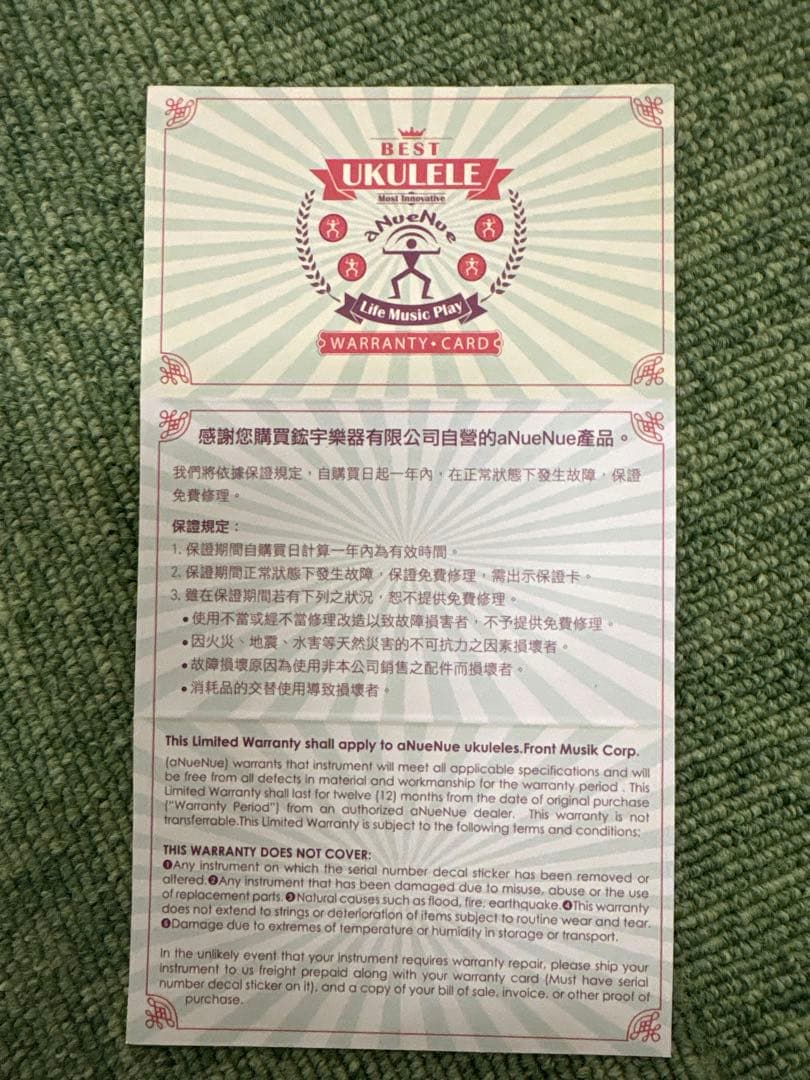 BEST
UKULELE
Most Innovative
aNueNue
Life Music Play
WARRANTY•CARD
感謝您購買鋐宇樂器有限公司自營的aNueNue產品。
我們將依據保證規定，自購買日起一年內，在正常狀態下發生故障，保證
免費修理。
保證規定：
1. 保證期間自購買日計算一年內為有效時間。
2. 保證期間正常狀態下發生故障，保證免費修理，需出示保證卡。
3. 雖在保證期間若有下列之狀況，恕不提供免費修理。
•使用不當或經不當修理改造以致故障損害者，不予提供免費修理。
•因火災、地震、水害等天然災害的不可抗力之因素損壞者。
•故障損壞原因為使用非本公司銷售之配件而損壞者。
•消耗品的交替使用導致損壞者。
This Limited Warranty shall apply to aNueNue ukuleles.Front Musik Corp.
(aNueNue) warrants that instrument will meet all applicable specifications and will
be free from all defects in material and workmanship for the warranty period . This
Limited Warranty shall last for twelve (12) months from the date of original purchase
("Warranty Period") from an authorized aNueNue dealer. This warranty is not
transferrable.This Limited Warranty is subject to the following terms and conditions:
THIS WARRANTY DOES NOT COVER:
❶Any instrument on which the serial number decal sticker has been removed or
altered.❷Any instrument that has been damaged due to misuse, abuse or the use
of replacement parts.❸Natural causes such as flood, fire, earthquake.❹This warranty
does not extend to strings or deterioration of items subject to routine wear and tear.
❺Damage due to extremes of temperature or humidity in storage or transport.
In the unlikely event that your instrument requires warranty repair, please ship your
instrument to us freight prepaid along with your warranty card (Must have serial
number decal sticker on it), and a copy of your bill of sale, invoice, or other proof of
purchase.